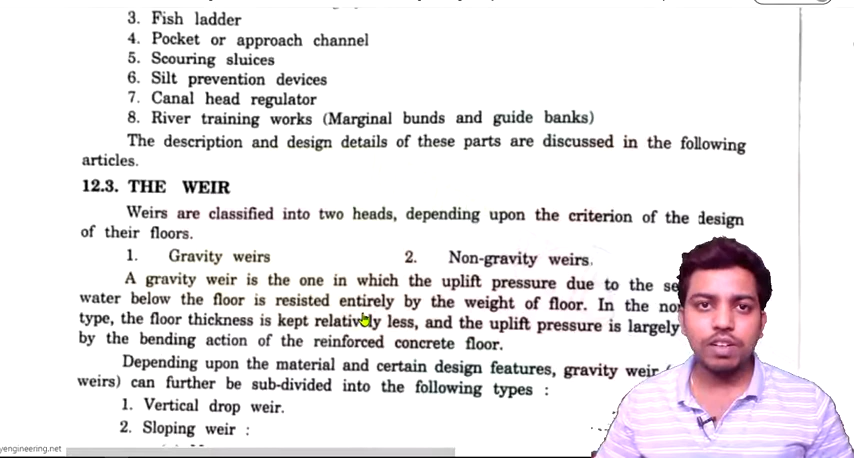 3. Fish ladder
4. Pocket or approach channel
5. Scouring sluices
6. Silt prevention devices
7. Canal head regulator
8. River training works (Marginal bunds and guide banks)
The description and design details of these parts are discussed in the following
articles.
12.3. THE WEIR
Weirs are classified into two heads, depending upon the criterion of the design
of their floors.
1. Gravity weirs 2. Non-gravity weirs.
A gravity weir is the one in which the uplift pressure due to the
water below the floor is resisted entirely by the weight of floor. In the
type, the floor thickness is kept relatively less, and the uplift pressure is largely
by the bending action of the reinforced concrete floor.
Depending upon the material and certain design features, gravity weir
weirs) can further be sub-divided into the following types :
1. Vertical drop weir.
2. Sloping weir :
yengineering.net